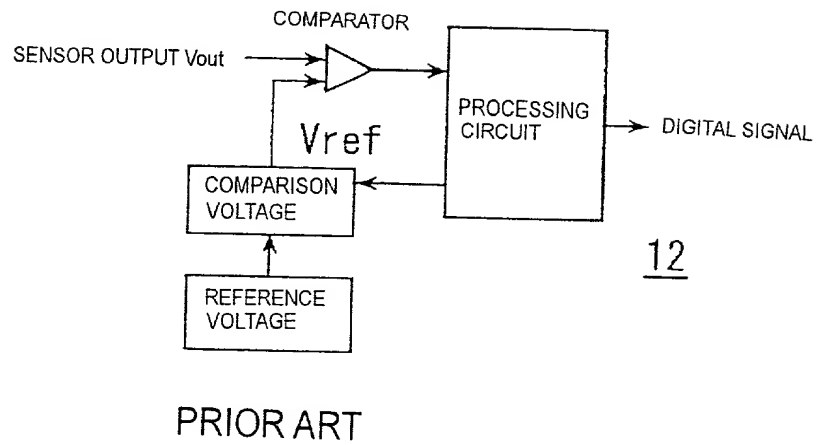 COMPARATOR
SENSOR OUTPUT Vout
PROCESSING
CIRCUIT
DIGITAL SIGNAL
Vref
COMPARISON
VOLTAGE
12
REFERENCE
VOLTAGE
PRIOR ART